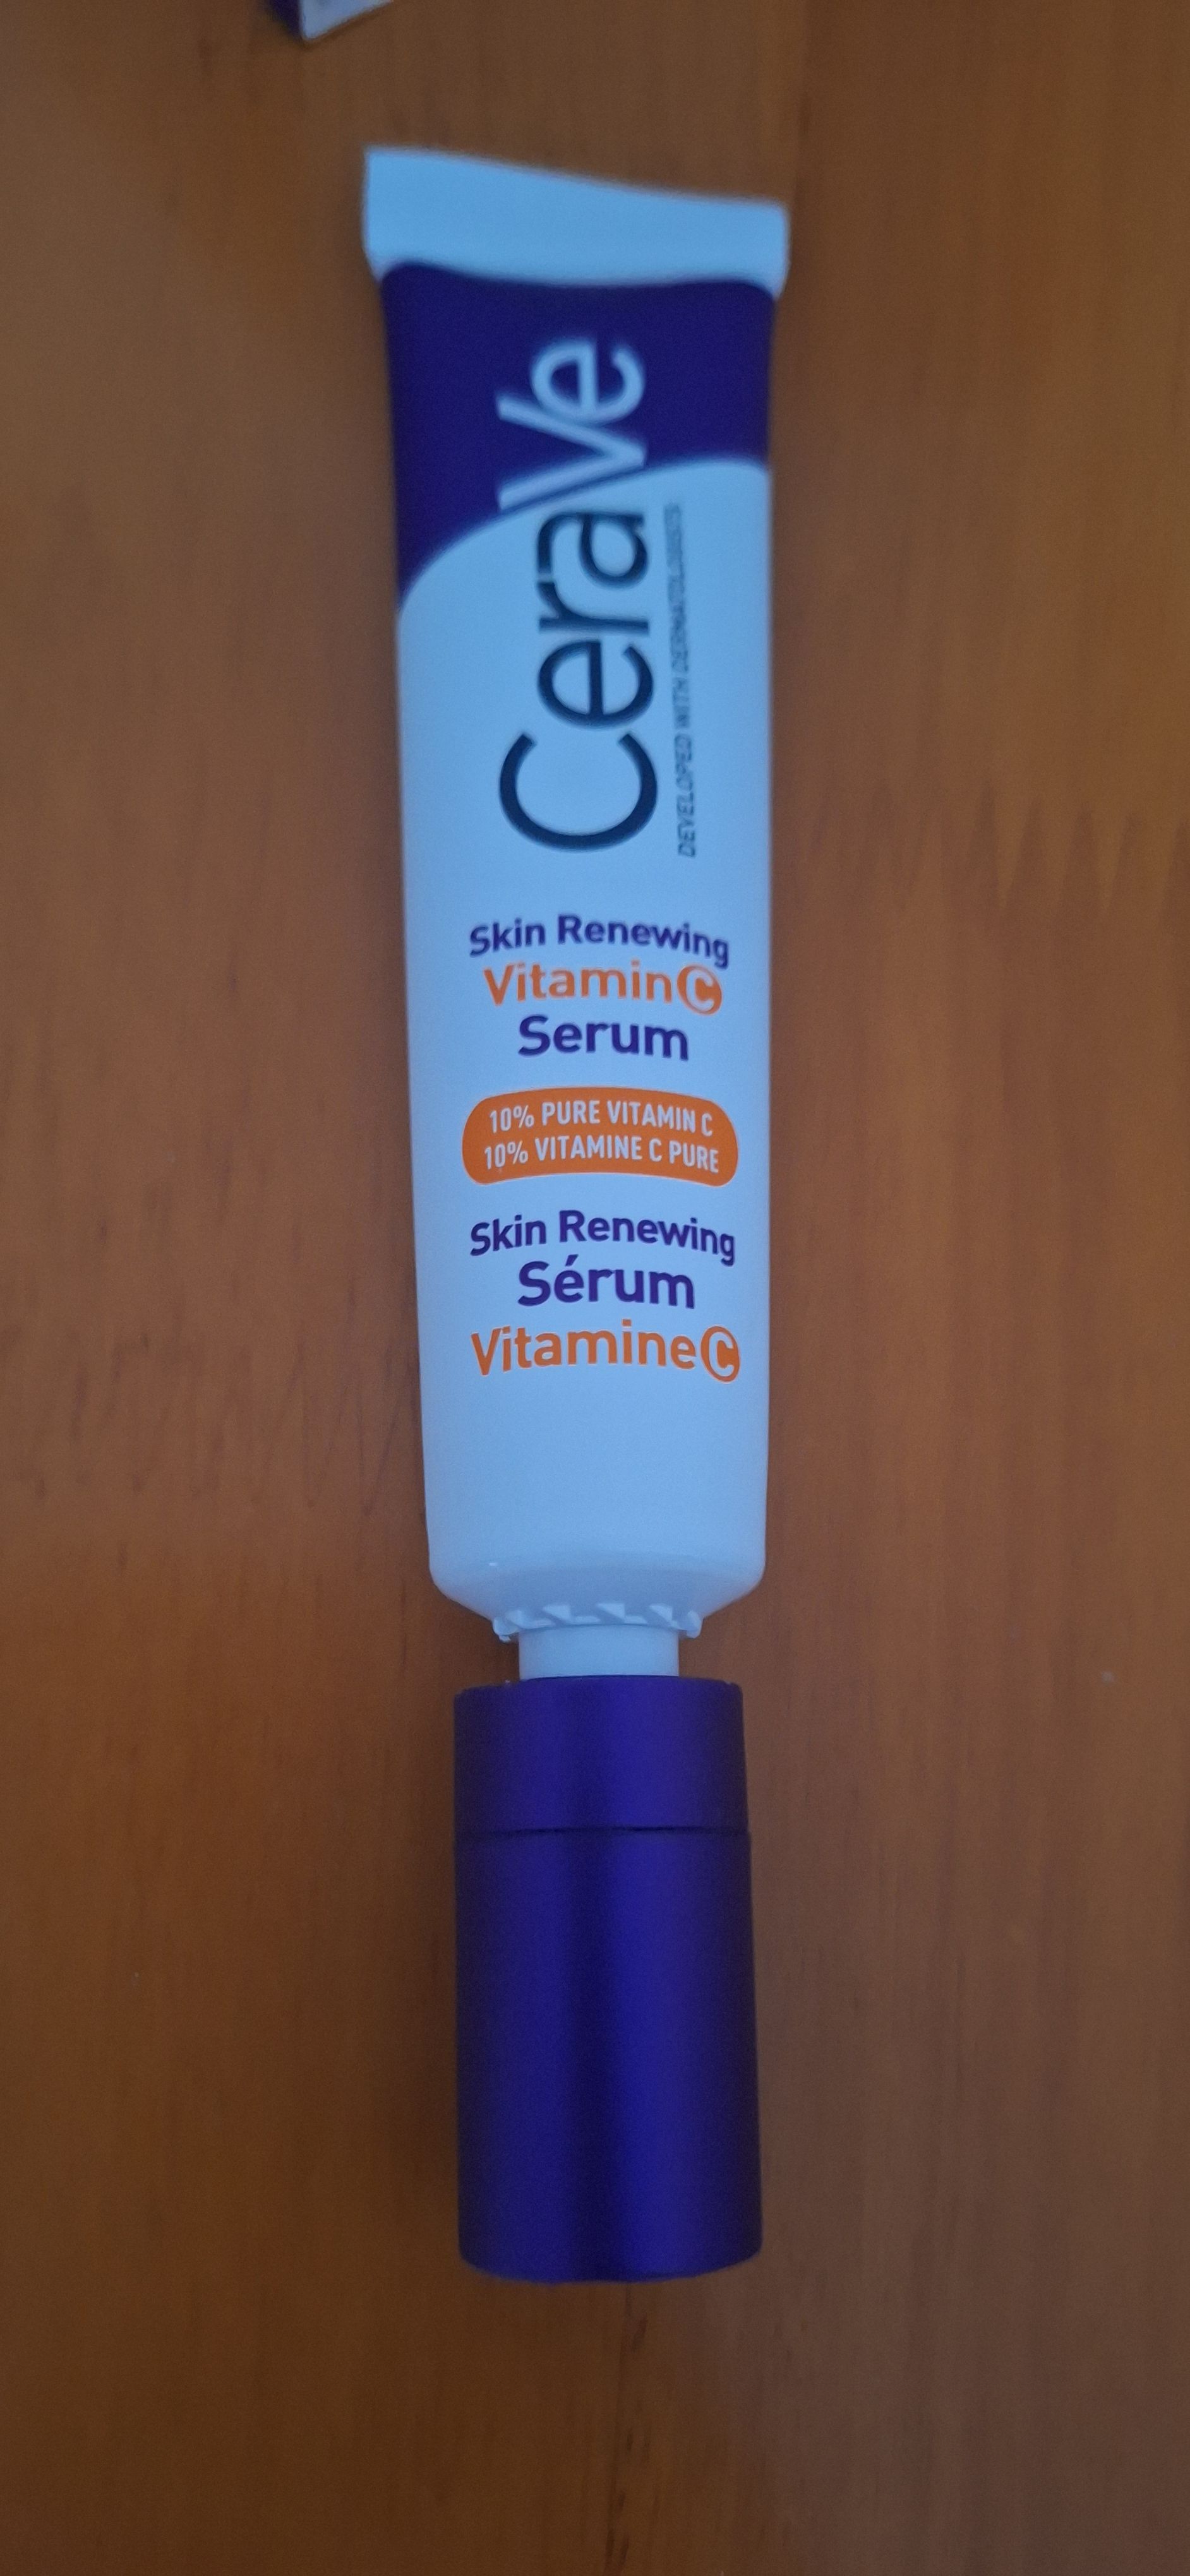 CeraVe
DEVELOPED WITH DERMATOLOGISTS
Skin Renewing
Vitamin C
Serum
10% PURE VITAMIN C
10% VITAMINE C PURE
Skin Renewing
Sérum
Vitamine C